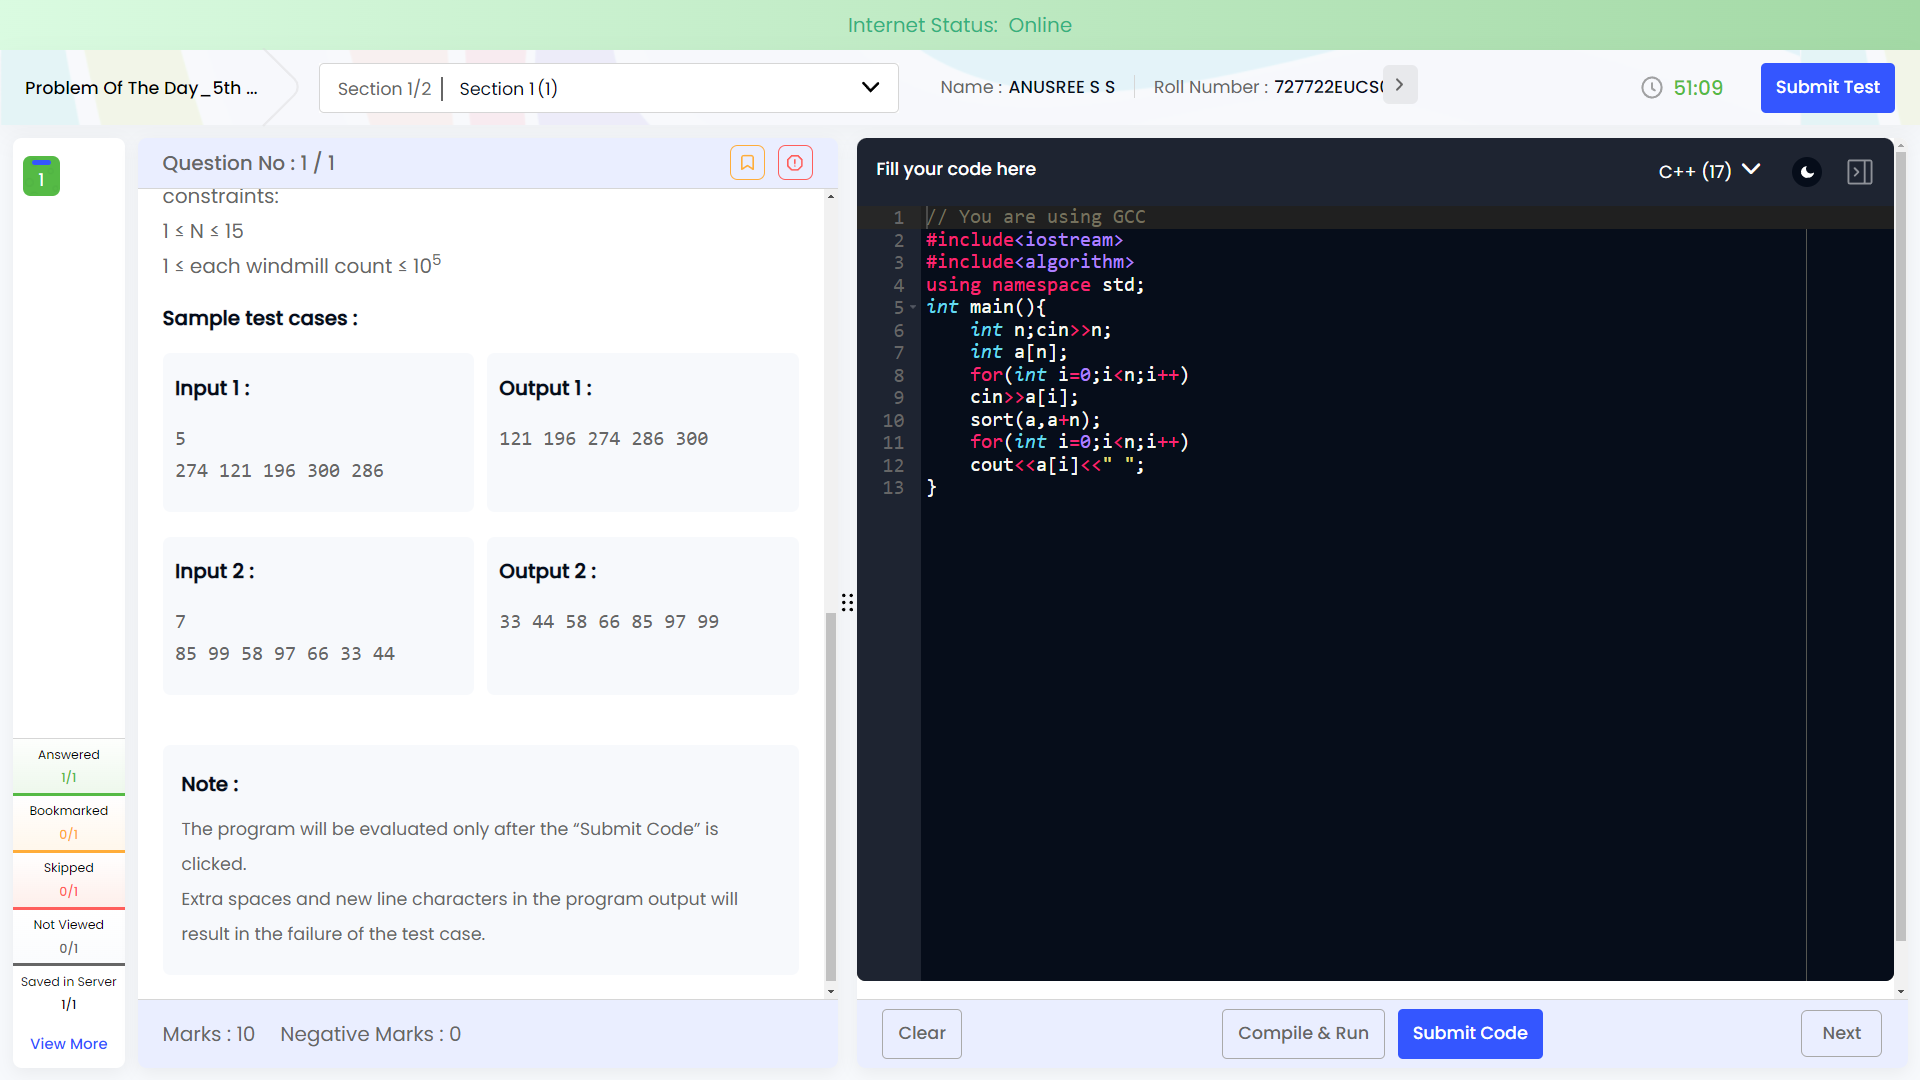 Internet Status: Online
Problem Of The Day_5th ...
Section 1/2 | Section 1 (1)
Name : ANUSREE S S
Roll Number : 727722EUCS
51:09
Submit Test
1
Question No : 1 / 1
constraints:
1 ≤ N ≤ 15
1 ≤ each windmill count ≤ 10⁵
Sample test cases :
Input 1 :
5
274 121 196 300 286
Output 1 :
121 196 274 286 300
Input 2 :
7
85 99 58 97 66 33 44
Output 2 :
33 44 58 66 85 97 99
Note :
The program will be evaluated only after the “Submit Code” is
clicked.
Extra spaces and new line characters in the program output will
result in the failure of the test case.
Answered
1/1
Bookmarked
0/1
Skipped
0/1
Not Viewed
0/1
Saved in Server
1/1
View More
Marks : 10 Negative Marks : 0
Fill your code here
C++ (17)
1 // You are using GCC
2 #include<iostream>
3 #include<algorithm>
4 using namespace std;
5 int main(){
6     int n;cin>>n;
7     int a[n];
8     for(int i=0;i<n;i++)
9     cin>>a[i];
10     sort(a,a+n);
11     for(int i=0;i<n;i++)
12     cout<<a[i]<<" ";
13 }
Clear
Compile & Run
Submit Code
Next